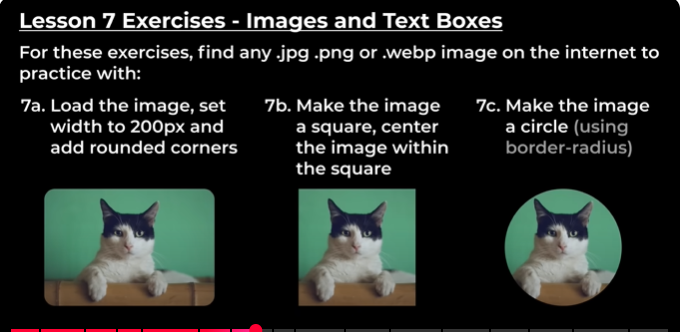 Lesson 7 Exercises - Images and Text Boxes
For these exercises, find any .jpg .png or .webp image on the internet to
practice with:
7a. Load the image, set
width to 200px and
add rounded corners
7b. Make the image
a square, center
the image within
the square
7c. Make the image
a circle (using
border-radius)